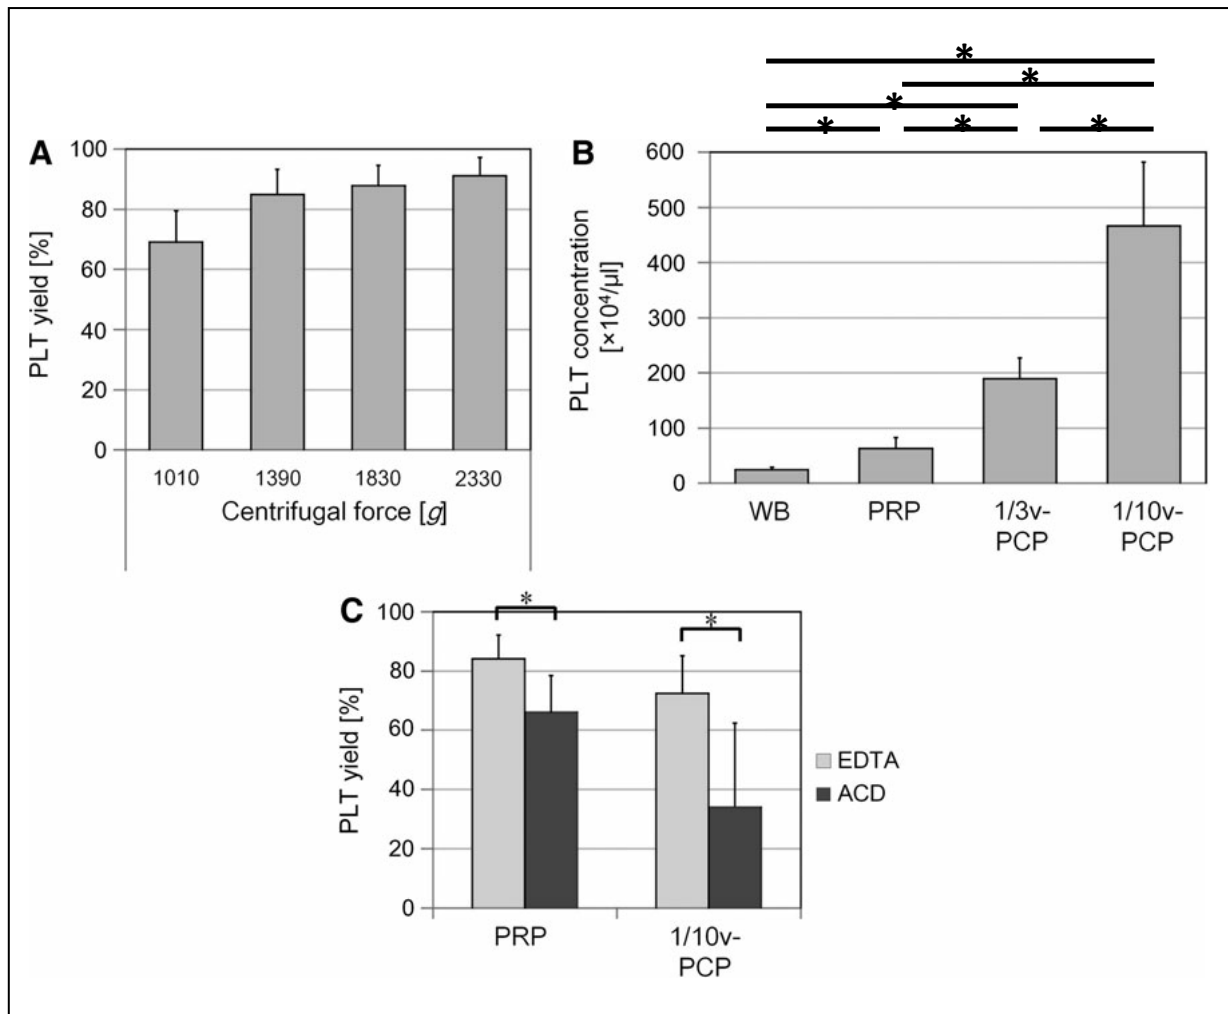 * 
*
*
* * *
A
100
80
60
40
20
0
PLT yield [%]
1010 1390 1830 2330
Centrifugal force [g]
B
600
500
400
300
200
100
0
PLT concentration
[×10⁴/µl]
WB PRP 1/3v- 1/10v-
PCP PCP
C
100
80
60
40
20
0
PLT yield [%]
* *
PRP 1/10v-
PCP
EDTA
ACD